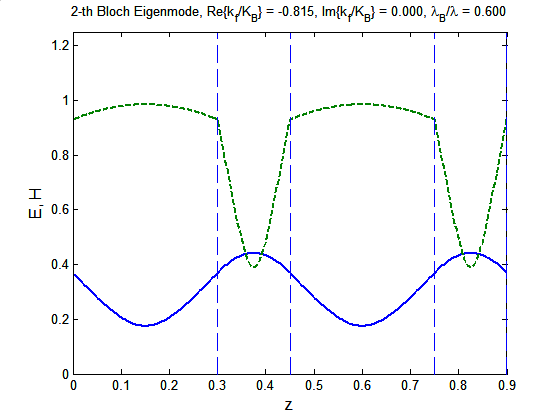 2-th Bloch Eigenmode, Re{k_f/K_B} = -0.815, Im{k_f/K_B} = 0.000, λ_B/λ = 0.600
1.2
1
0.8
E, H
0.6
0.4
0.2
0
0 0.1 0.2 0.3 0.4 0.5 0.6 0.7 0.8 0.9
z